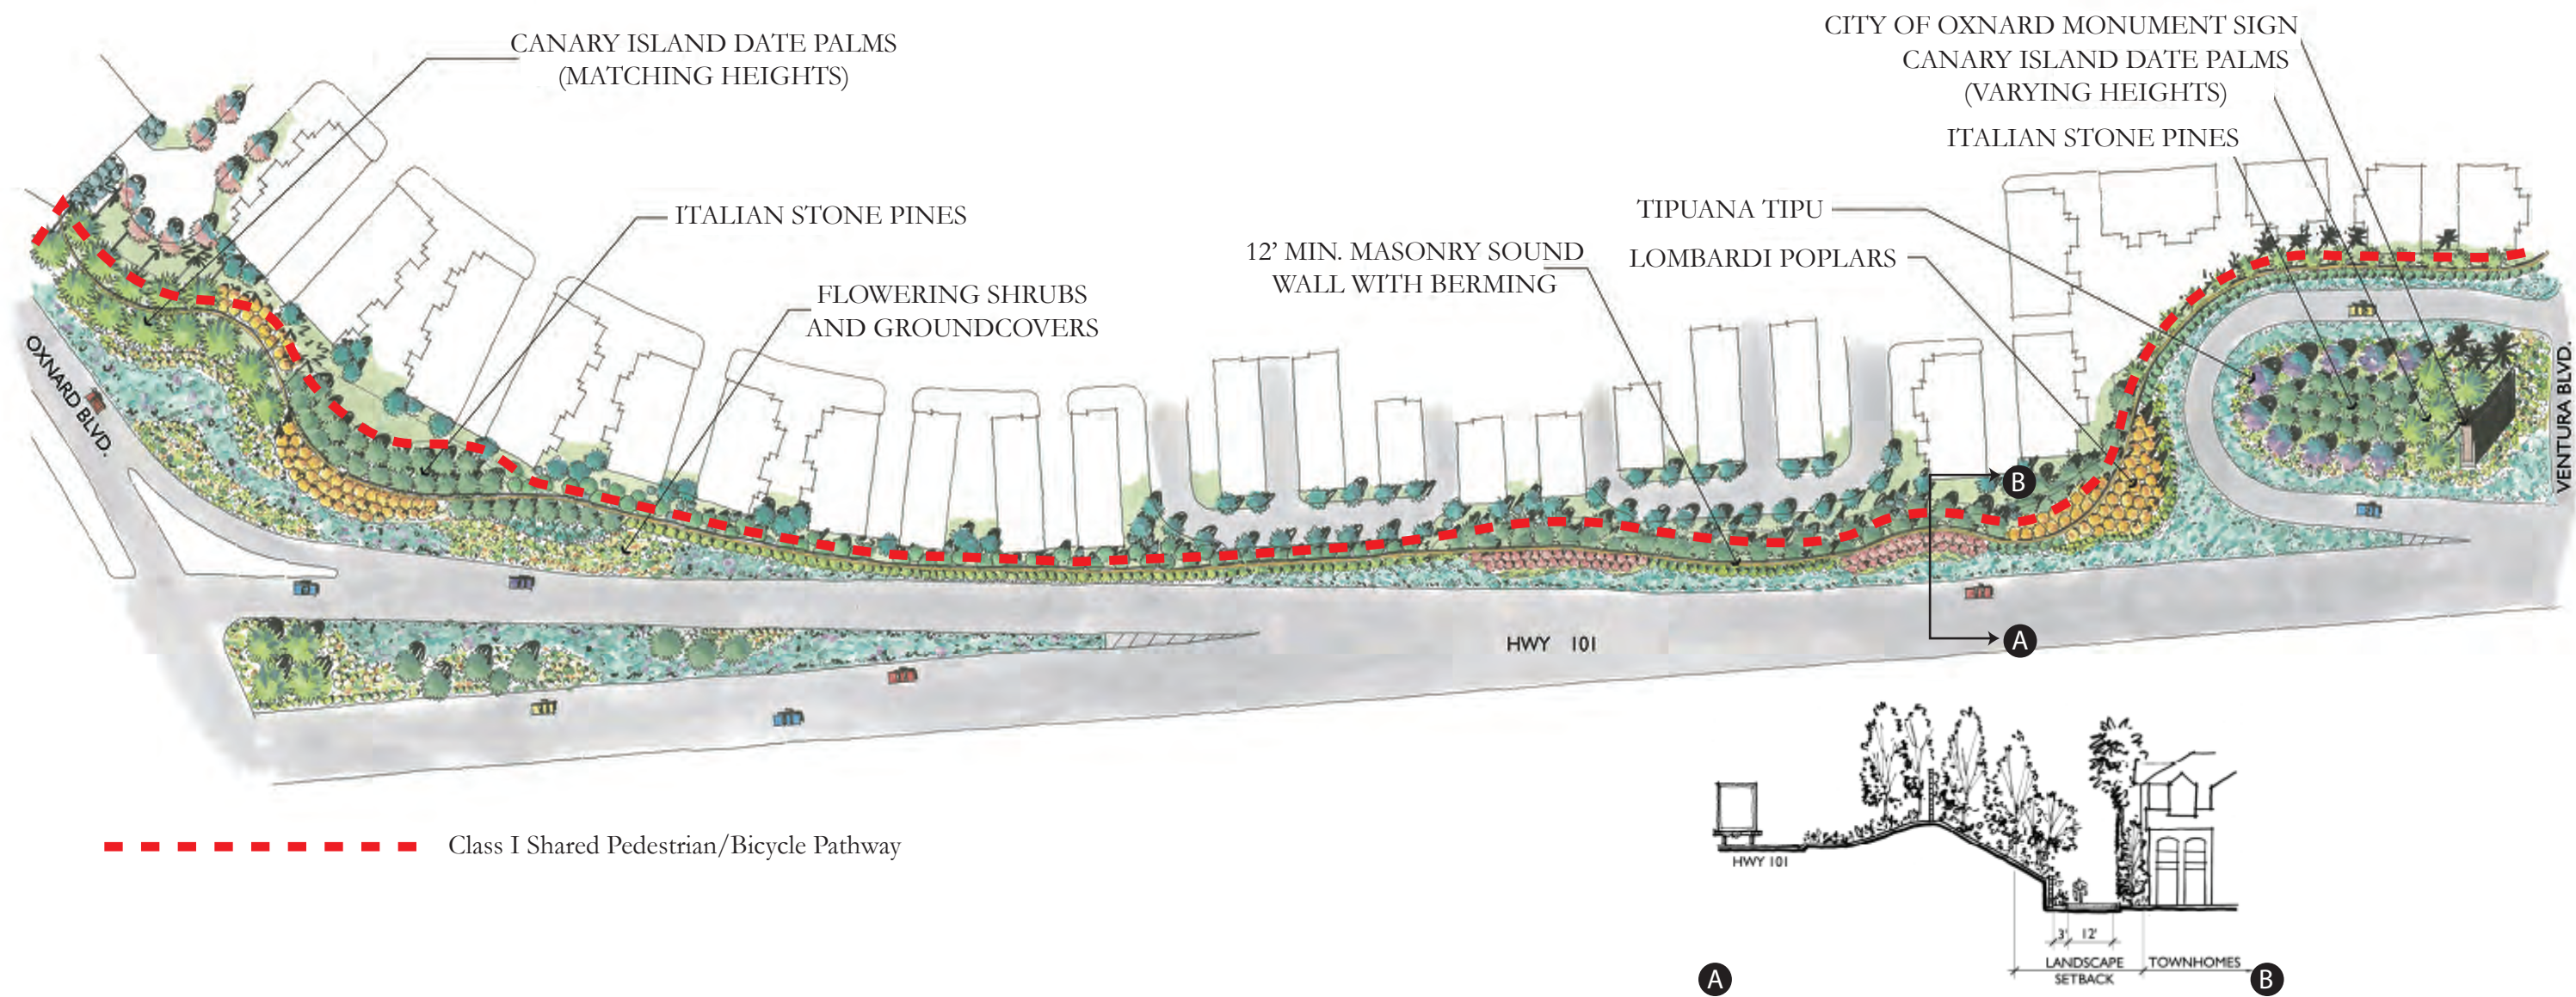 CANARY ISLAND DATE PALMS
(MATCHING HEIGHTS)
CITY OF OXNARD MONUMENT SIGN
CANARY ISLAND DATE PALMS
(VARYING HEIGHTS)
ITALIAN STONE PINES
ITALIAN STONE PINES
TIPUANA TIPU
LOMBARDI POPLARS
12' MIN. MASONRY SOUND
WALL WITH BERMING
FLOWERING SHRUBS
AND GROUNDCOVERS
OXNARD BLVD.
VENTURA BLVD.
B
A
HWY 101
Class I Shared Pedestrian/Bicycle Pathway
HWY 101
3' 12'
LANDSCAPE
SETBACK
TOWNHOMES
A
B